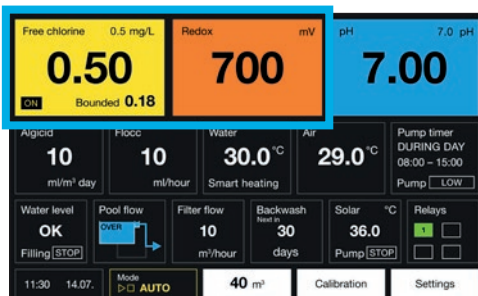 Free chlorine 0.5 mg/L
0.50
ON Bounded 0.18
Redox mV
700
pH 7.0 pH
7.00
Algicid
10
ml/m³ day
Flocc
10
ml/hour
Water
30.0 °C
Smart heating
Air
29.0 °C
Pump timer
DURING DAY
08:00 – 15:00
Pump LOW
Water level
OK
Filling STOP
Pool flow
OVER
Filter flow
10
m³/hour
Backwash
Next in
30
days
Solar °C
36.0
Pump STOP
Relays
1
11:30 14.07.
Mode
AUTO
40 m³
Calibration
Settings